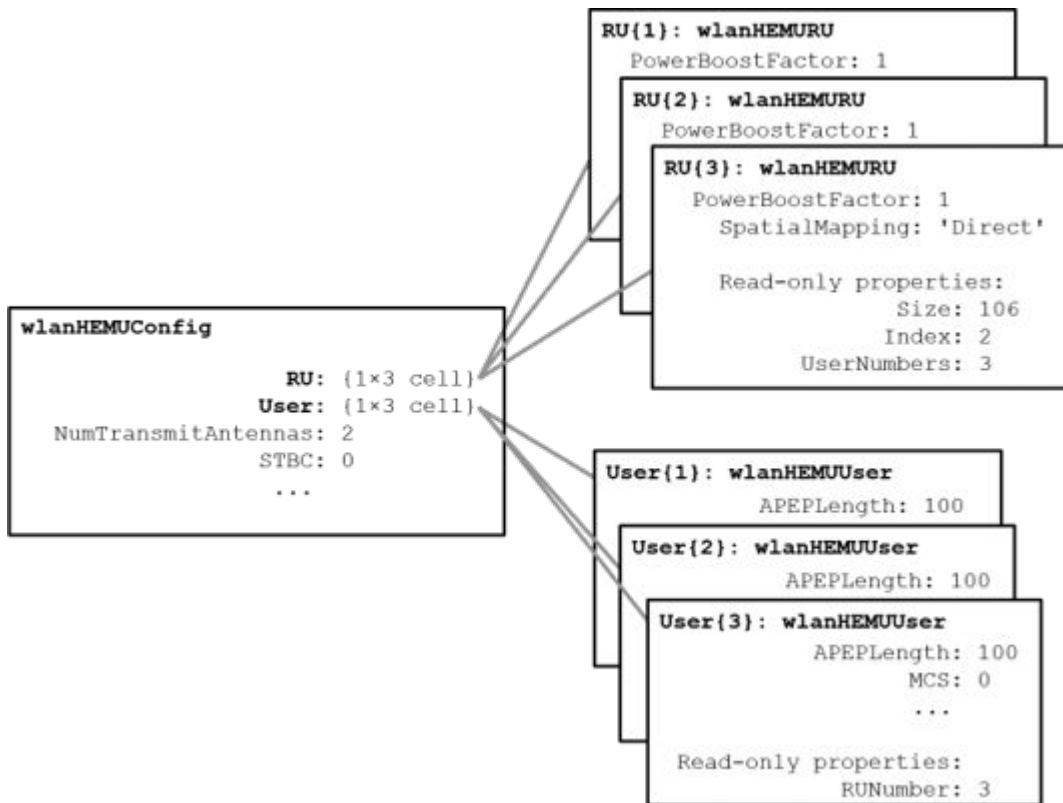 RU{1}: wlanHEMURU
PowerBoostFactor: 1
RU{2}: wlanHEMURU
PowerBoostFactor: 1
RU{3}: wlanHEMURU
PowerBoostFactor: 1
SpatialMapping: 'Direct'
Read-only properties:
Size: 106
Index: 2
UserNumbers: 3
wlanHEMUConfig
RU: {1×3 cell}
User: {1×3 cell}
NumTransmitAntennas: 2
STBC: 0
...
User{1}: wlanHEMUUser
APEPLength: 100
User{2}: wlanHEMUUser
APEPLength: 100
User{3}: wlanHEMUUser
APEPLength: 100
MCS: 0
...
Read-only properties:
RUNumber: 3